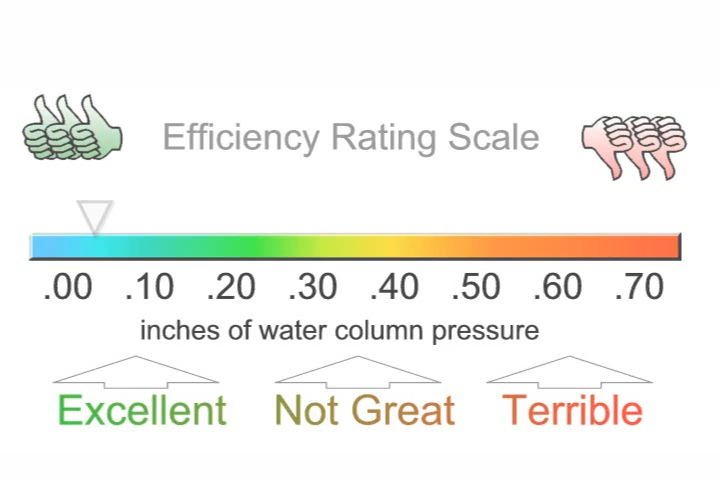 Efficiency Rating Scale
.00 .10 .20 .30 .40 .50 .60 .70
inches of water column pressure
Excellent Not Great Terrible